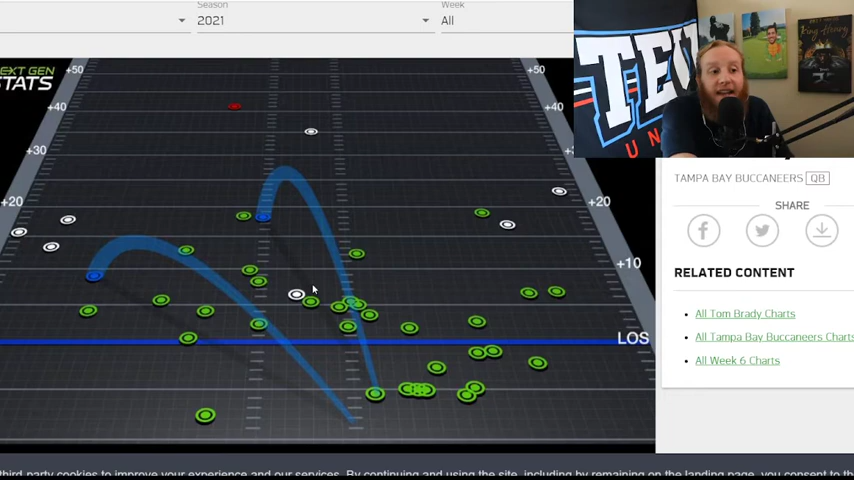 Season
Week
2021
All
NEXT GEN
STATS
+50
+50
+40
+40
+30
+30
+20
+20
+10
LOS
TAMPA BAY BUCCANEERS QB
SHARE
RELATED CONTENT
All Tom Brady Charts
All Tampa Bay Buccaneers Charts
All Week 6 Charts
third-party cookies to improve your experience and our services. By continuing and using the site, including by remaining on the landing page, you consent to the